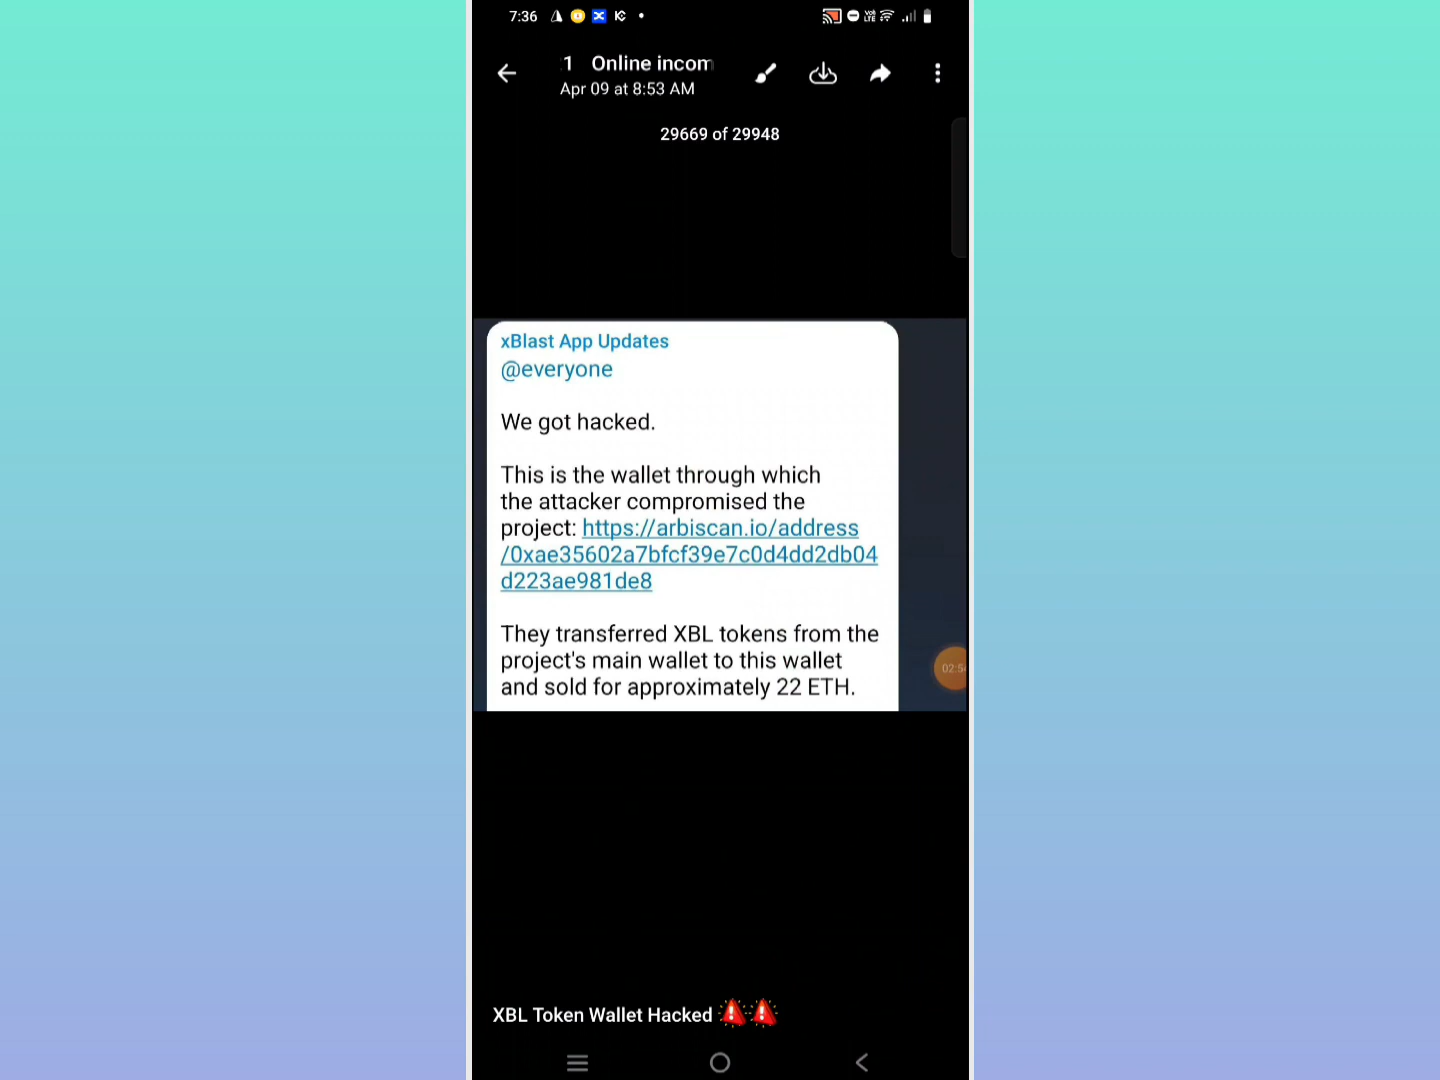 7:36
1 Online incom
Apr 09 at 8:53 AM
29669 of 29948
xBlast App Updates
@everyone
We got hacked.
This is the wallet through which
the attacker compromised the
project: https://arbiscan.io/address
/0xae35602a7bfcf39e7c0d4dd2db04
d223ae981de8
They transferred XBL tokens from the
project's main wallet to this wallet
and sold for approximately 22 ETH.
XBL Token Wallet Hacked